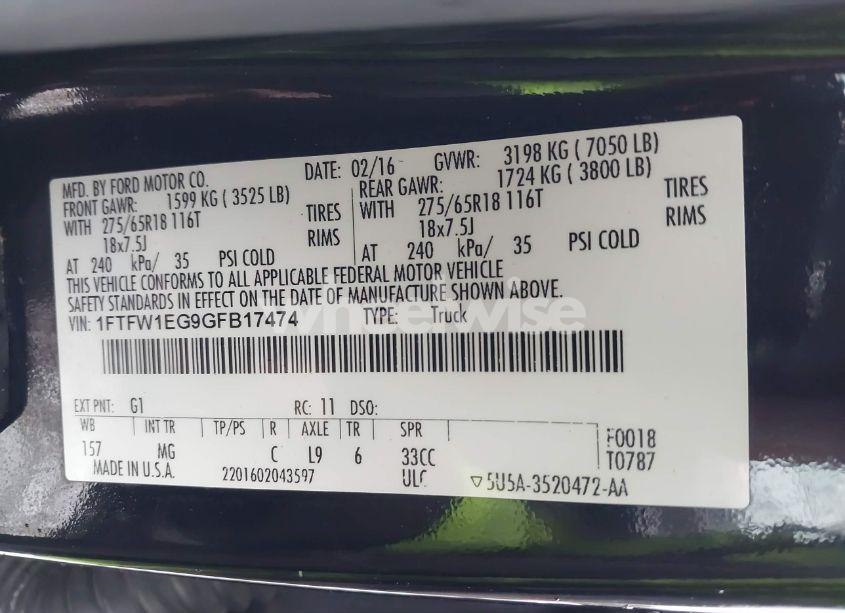 MFD. BY FORD MOTOR CO. DATE: 02/16 GVWR: 3198 KG ( 7050 LB)
FRONT GAWR: 1599 KG ( 3525 LB) REAR GAWR: 1724 KG ( 3800 LB)
WITH 275/65R18 116T TIRES WITH 275/65R18 116T TIRES
18x7.5J RIMS 18x7.5J RIMS
AT 240 kPa/ 35 PSI COLD AT 240 kPa/ 35 PSI COLD
THIS VEHICLE CONFORMS TO ALL APPLICABLE FEDERAL MOTOR VEHICLE
SAFETY STANDARDS IN EFFECT ON THE DATE OF MANUFACTURE SHOWN ABOVE.
VIN: 1FTFW1EG9GFB17474 TYPE: Truck
EXT PNT: G1 RC: 11 DSO:
WB INT TR TP/PS R AXLE TR SPR
157 MG C L9 6 33CC
F0018
T0787
MADE IN U.S.A. 2201602043597 ULC ▽5U5A-3520472-AA